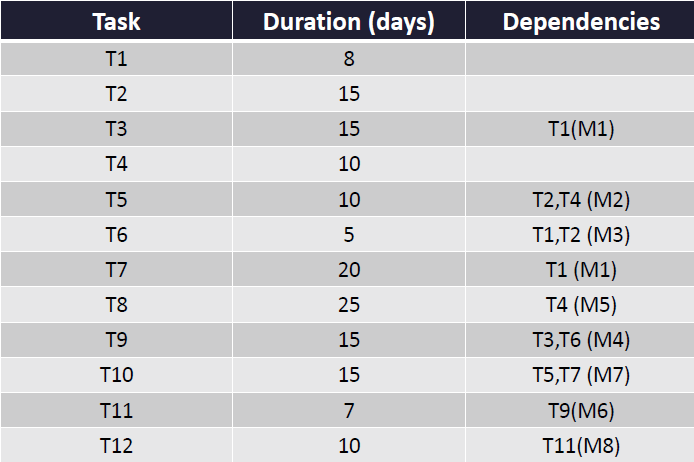 Task Duration (days) Dependencies
T1 8
T2 15
T3 15 T1(M1)
T4 10
T5 10 T2,T4 (M2)
T6 5 T1,T2 (M3)
T7 20 T1 (M1)
T8 25 T4 (M5)
T9 15 T3,T6 (M4)
T10 15 T5,T7 (M7)
T11 7 T9(M6)
T12 10 T11(M8)